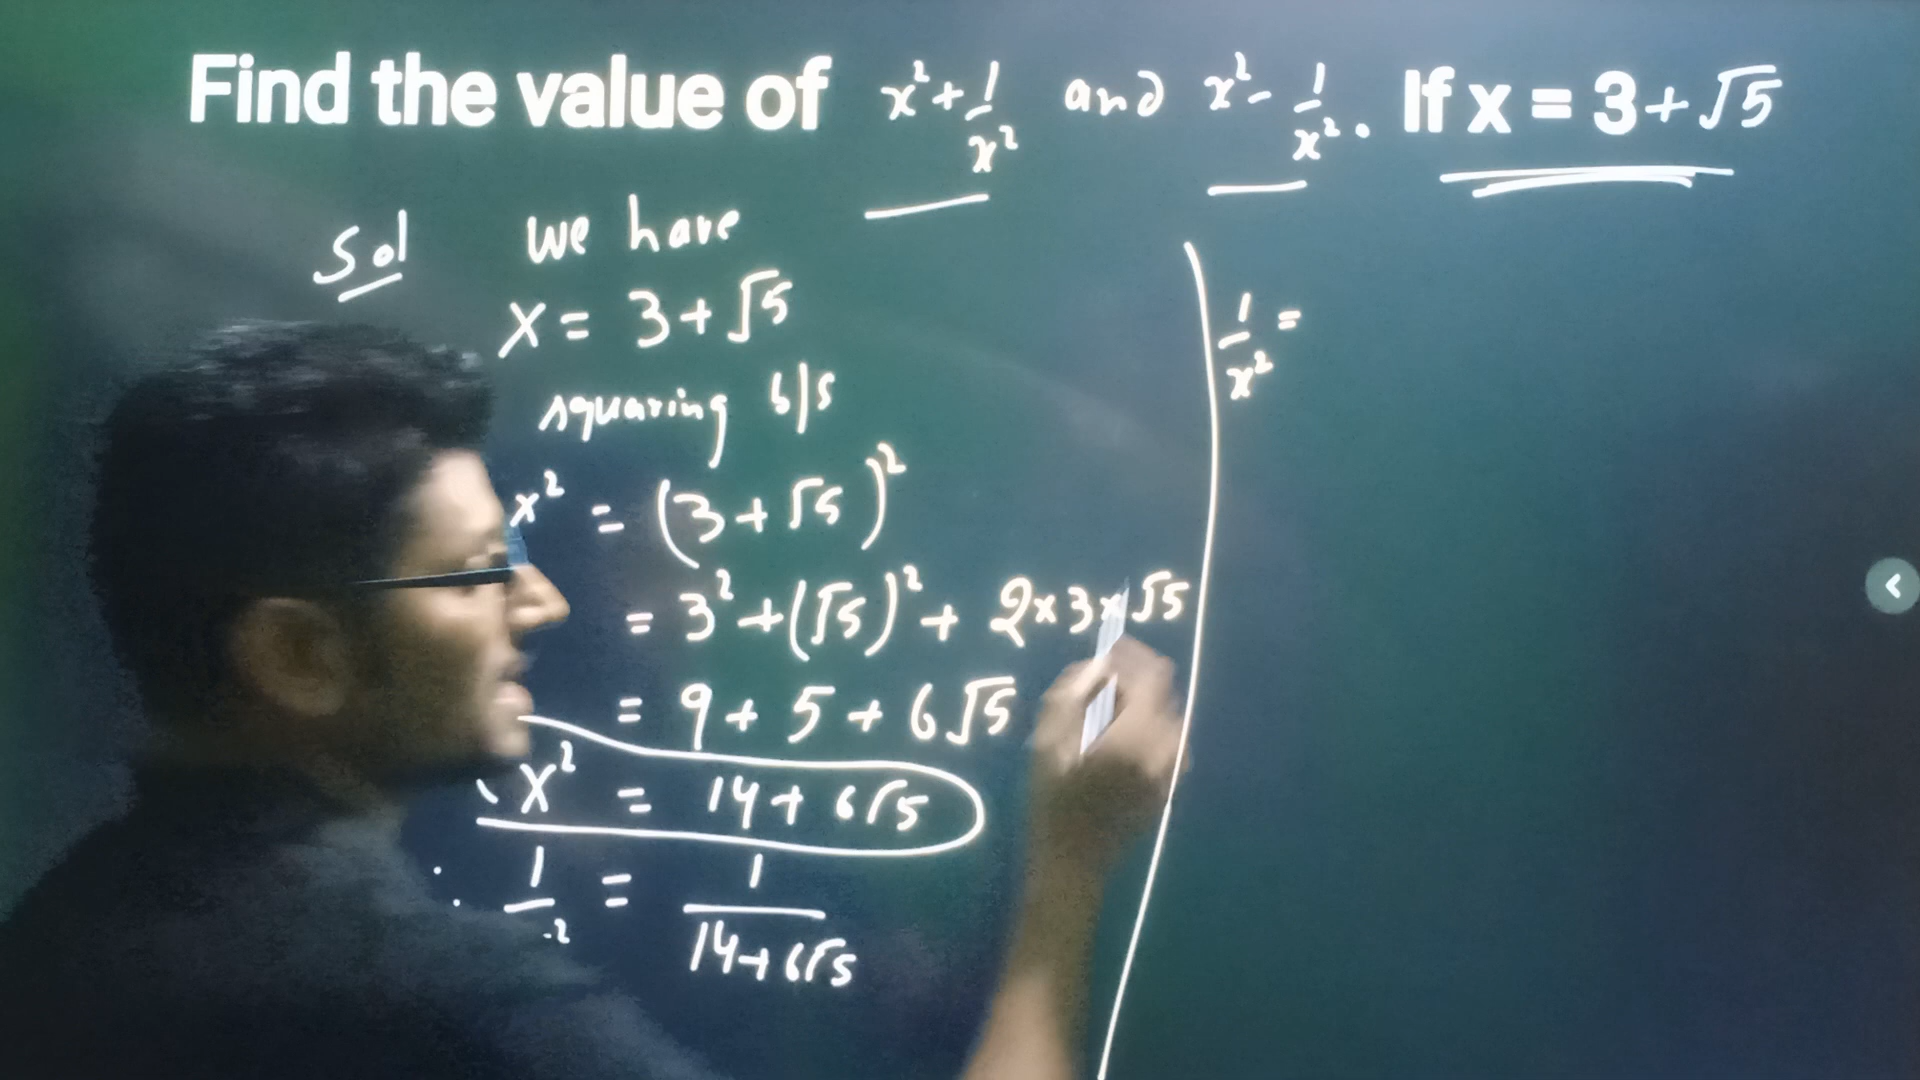 Find the value of x²+1/x² and x²-1/x². If x = 3+√5
Sol
we have
x = 3+√5
squaring b/s
x² = (3+√5)²
= 3²+(√5)²+ 2×3×√5
= 9+ 5+ 6√5
x² = 14+ 6√5
∴ 1/x² = 1/14+6√5
1/x² =